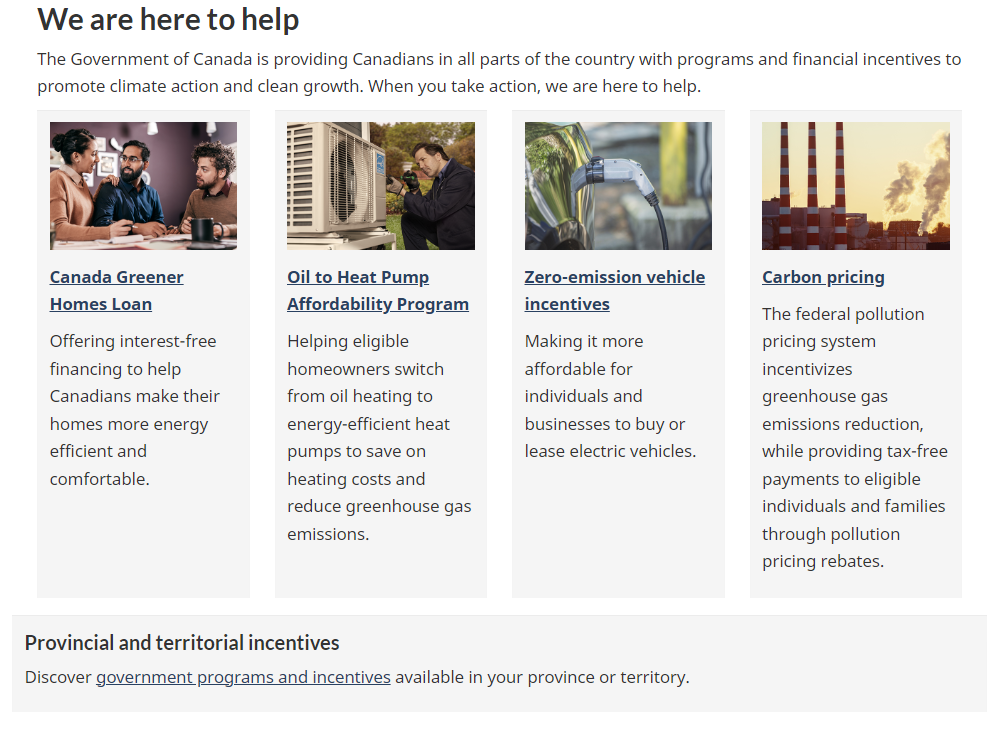 We are here to help
The Government of Canada is providing Canadians in all parts of the country with programs and financial incentives to
promote climate action and clean growth. When you take action, we are here to help.
Canada Greener
Homes Loan
Offering interest-free
financing to help
Canadians make their
homes more energy
efficient and
comfortable.
Oil to Heat Pump
Affordability Program
Helping eligible
homeowners switch
from oil heating to
energy-efficient heat
pumps to save on
heating costs and
reduce greenhouse gas
emissions.
Zero-emission vehicle
incentives
Making it more
affordable for
individuals and
businesses to buy or
lease electric vehicles.
Carbon pricing
The federal pollution
pricing system
incentivizes
greenhouse gas
emissions reduction,
while providing tax-free
payments to eligible
individuals and families
through pollution
pricing rebates.
Provincial and territorial incentives
Discover government programs and incentives available in your province or territory.